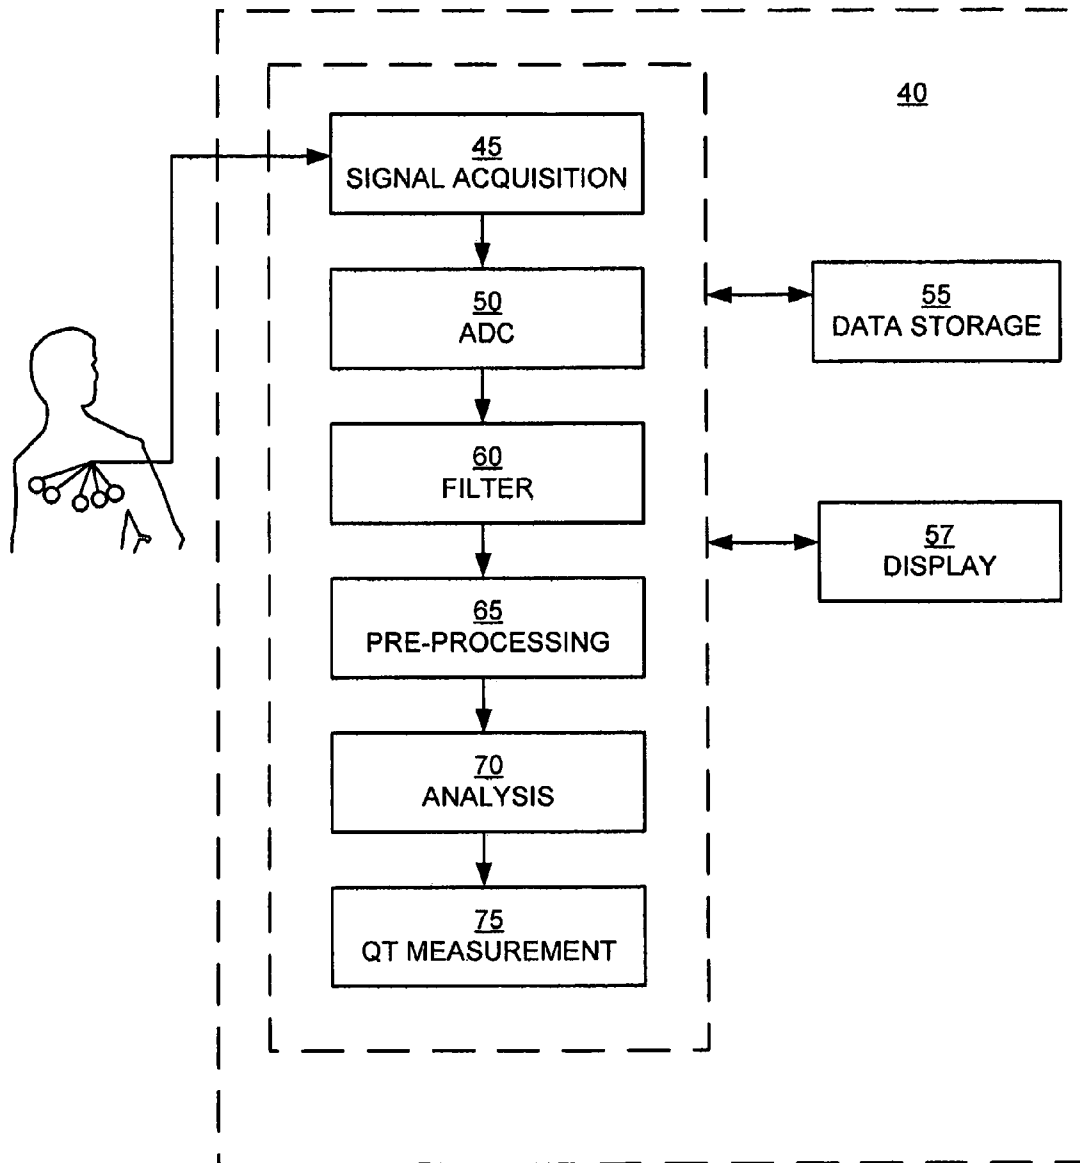 40
45
SIGNAL ACQUISITION
50
ADC
55
DATA STORAGE
60
FILTER
57
DISPLAY
65
PRE-PROCESSING
70
ANALYSIS
75
QT MEASUREMENT